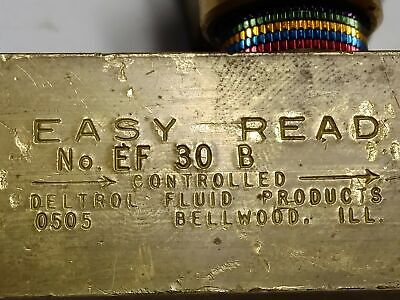 EASY READ
No. EF 30 B
CONTROLLED
DELTROL FLUID PRODUCTS
0505 BELLWOOD. ILL.